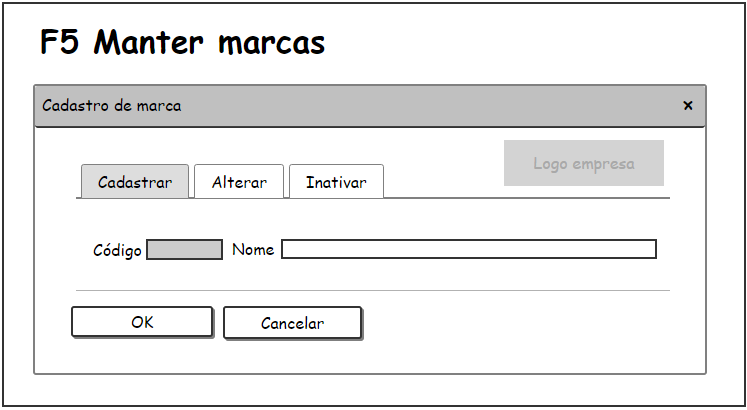 F5 Manter marcas
Cadastro de marca ×
Logo empresa
Cadastrar Alterar Inativar
Código Nome
OK Cancelar